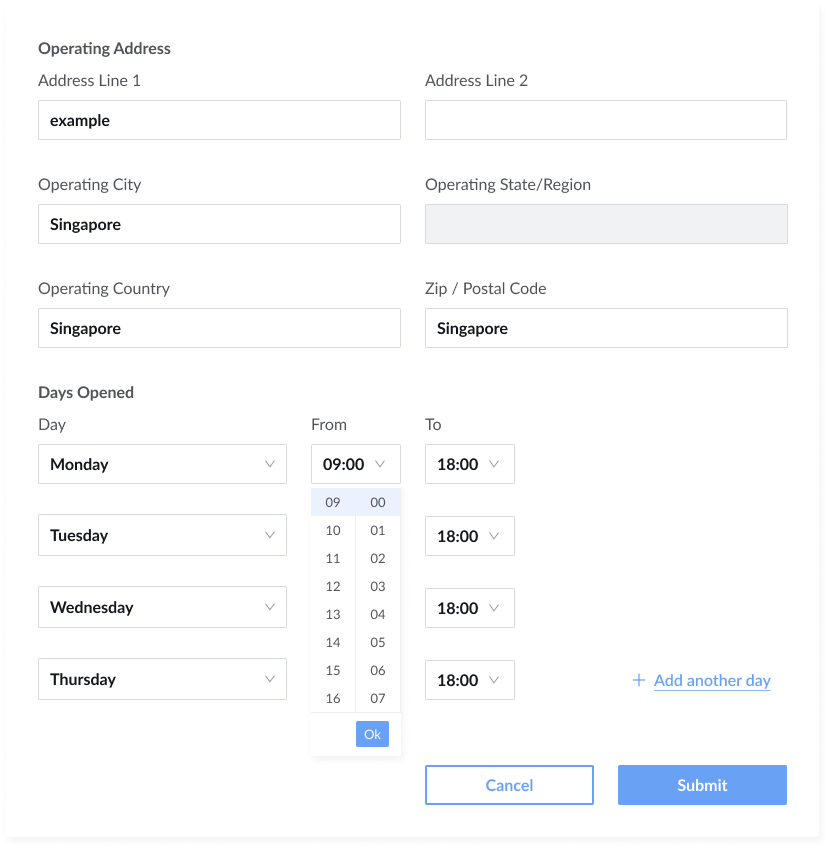 Operating Address
Address Line 1 Address Line 2
example
Operating City Operating State/Region
Singapore
Operating Country Zip / Postal Code
Singapore Singapore
Days Opened
Day From To
Monday 09:00 18:00
09 00
Tuesday 10 01 18:00
11 02
12 03
Wednesday 13 04 18:00
14 05
15 06
Thursday 16 07 18:00 + Add another day
Ok
Cancel Submit